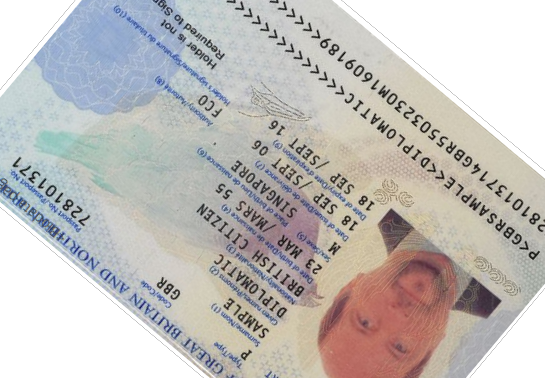 GREAT BRITAIN AND NORTHERN
Type/Type
P
Code/Code
GBR
Passport No./Passeport No.
728101371
Surname/Nom (1)
SAMPLE
Given names/Prénoms (2)
DIPLOMATIC
Nationality/Nationalité (3)
BRITISH CITIZEN
Date of birth/Date de naissance (4)
23 MAR /MARS 65
Sex/Sexe (5)
M
Place of birth/Lieu de naissance (6)
SINGAPORE
Date of issue/Date de délivrance (7)
18 SEP /SEPT 06
Authority/Autorité (8)
FCO
Date of expiry/Date d'expiration (9)
18 SEP /SEPT 16
Holder's signature/Signature du titulaire (10)
Holder is not
Required to Sign
P<GBRSAMPLE<<DIPLOMATIC<<<<<<<<<<<<<<<